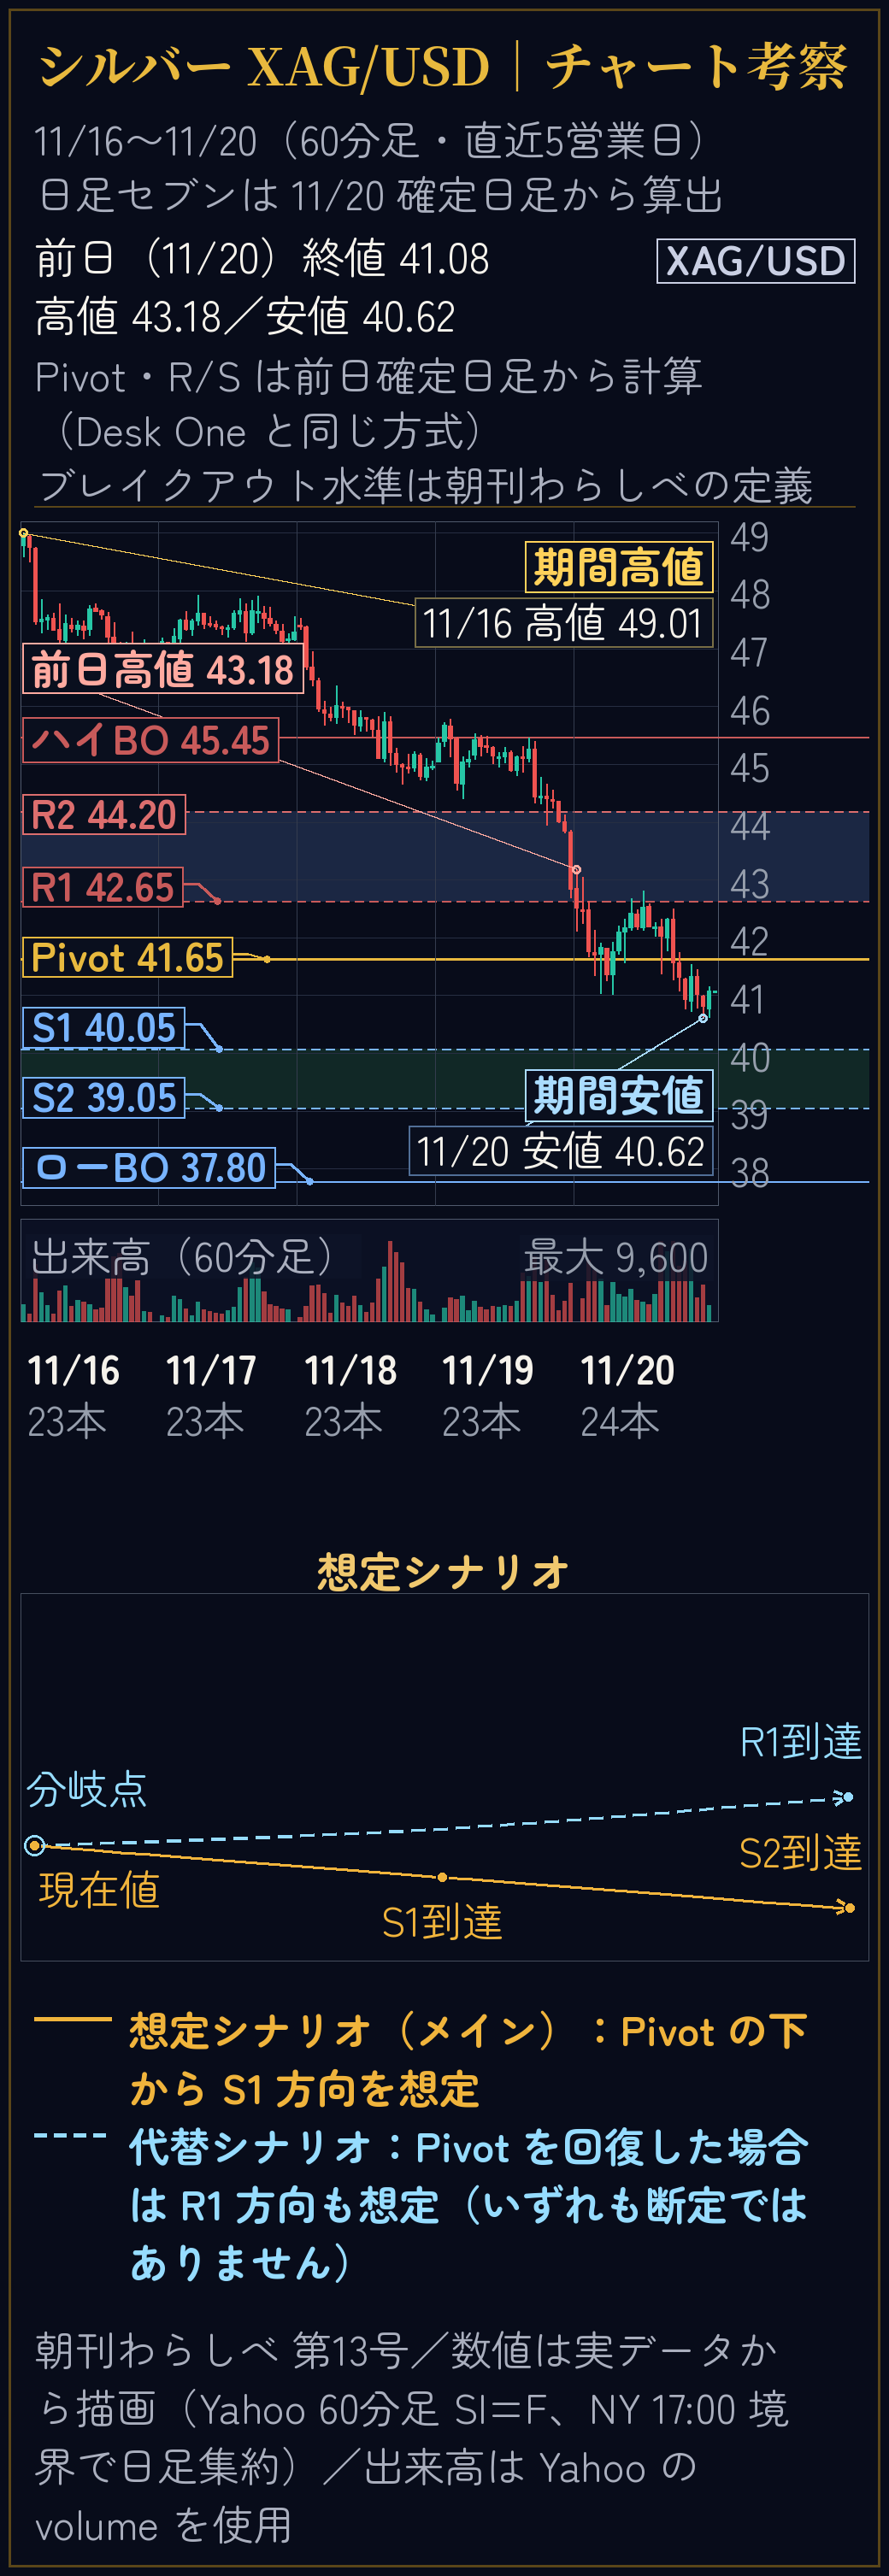 シルバー XAG/USD｜チャート考察
11/16〜11/20（60分足・直近5営業日）
日足セブンは 11/20 確定日足から算出
前日（11/20）終値 41.08
XAG/USD
高値 43.18／安値 40.62
Pivot・R/S は前日確定日足から計算
（Desk One と同じ方式）
ブレイクアウト水準は朝刊わらしべの定義
49
期間高値
48
11/16 高値 49.01
47
前日高値 43.18
46
ハイBO 45.45
45
R2 44.20
44
R1 42.65
43
Pivot 41.65
42
41
S1 40.05
40
期間安値
S2 39.05
39
11/20 安値 40.62
ローBO 37.80
38
出来高（60分足）
最大 9,600
11/16 11/17 11/18 11/19 11/20
23本 23本 23本 23本 24本
想定シナリオ
R1到達
分岐点
S2到達
現在値
S1到達
想定シナリオ（メイン）：Pivot の下
から S1 方向を想定
代替シナリオ：Pivot を回復した場合
は R1 方向も想定（いずれも断定では
ありません）
朝刊わらしべ 第13号／数値は実データか
ら描画（Yahoo 60分足 SI=F、NY 17:00 境
界で日足集約）／出来高は Yahoo の
volume を使用